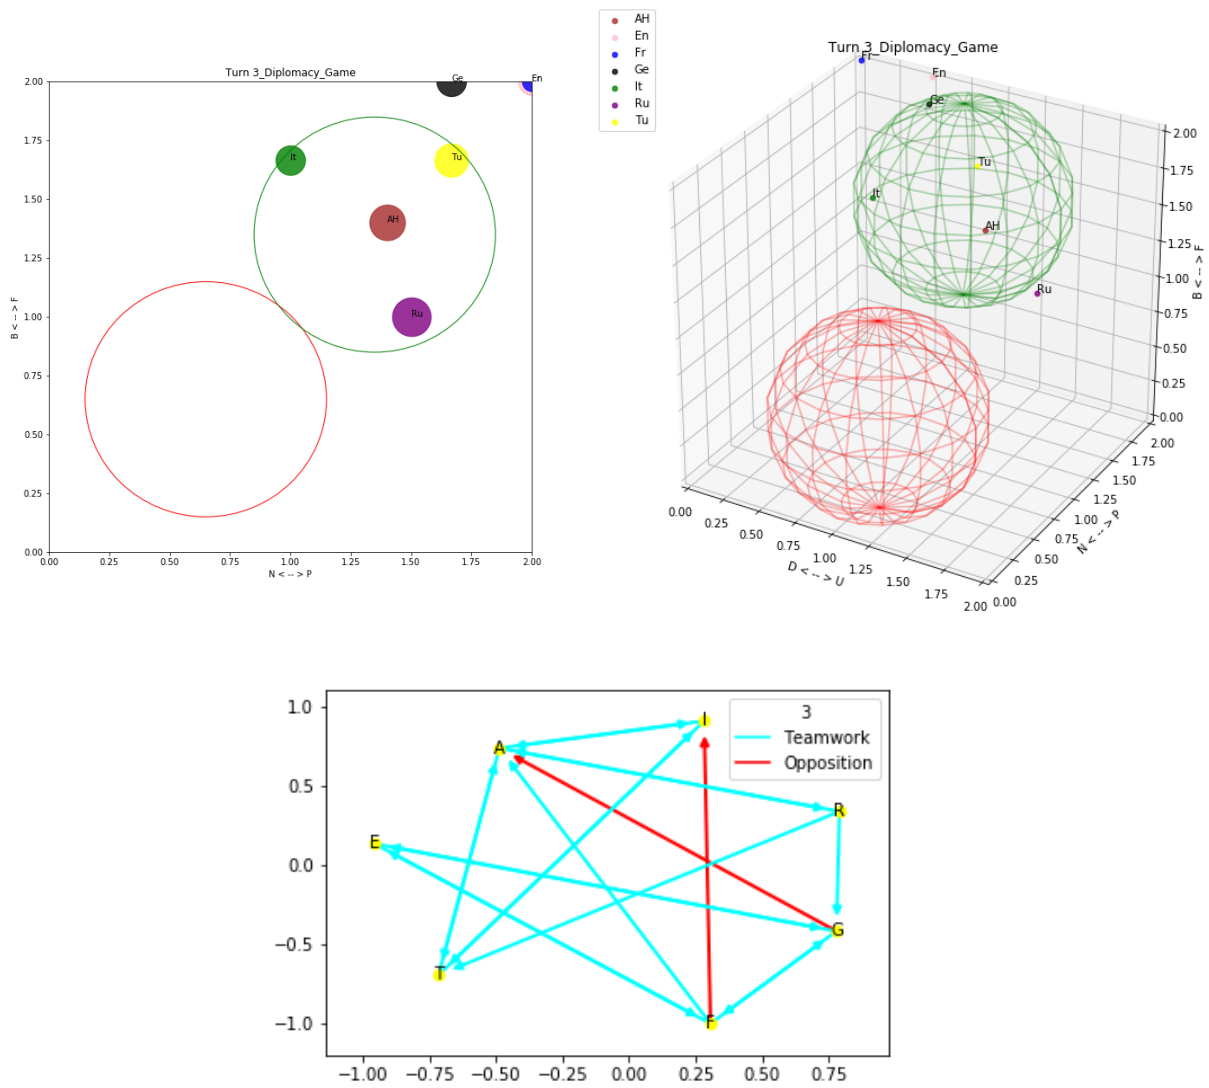 Turn 3_Diplomacy_Game
2.00
1.75
1.50
1.25
1.00
0.75
0.50
0.25
0.00
B < -- > F
Ge
En
It
Tu
AH
Ru
0.00 0.25 0.50 0.75 1.00 1.25 1.50 1.75 2.00
N < -- > P
AH
En
Fr
Ge
It
Ru
Tu
Turn 3_Diplomacy_Game
Fr
En
Ge
Tu
It
AH
Ru
2.00
1.75
1.50
1.25
1.00
0.75
0.50
0.25
0.00
B < -- > F
0.00 0.25 0.50 0.75 1.00 1.25 1.50 1.75 2.00
D < -- > U
0.00 0.25 0.50 0.75 1.00 1.25 1.50 1.75 2.00
N < -- > P
1.0
0.5
0.0
−0.5
−1.0
I
A
R
E
G
T
F
3
Teamwork
Opposition
−1.00 −0.75 −0.50 −0.25 0.00 0.25 0.50 0.75